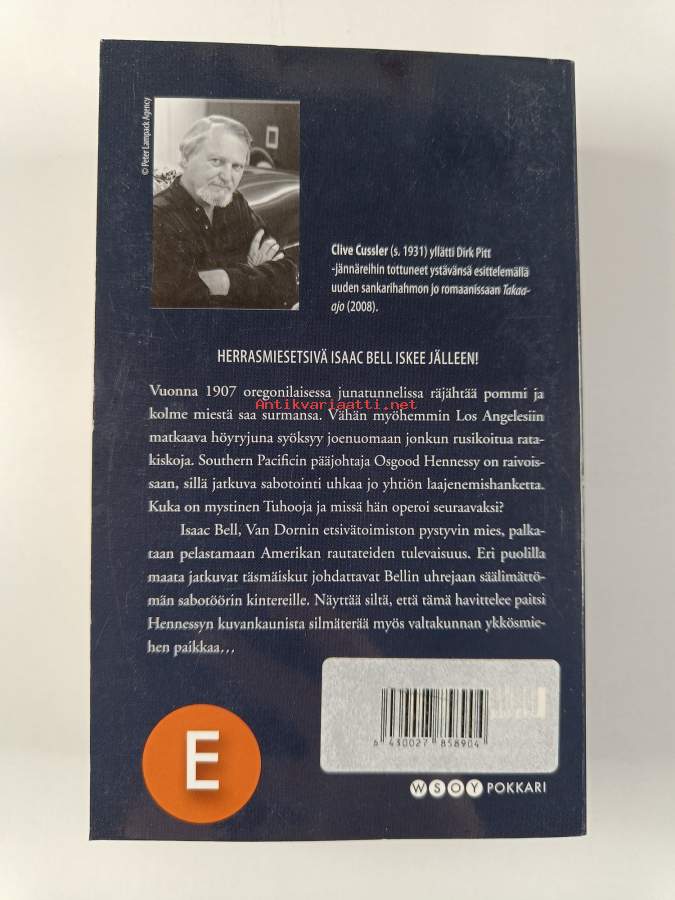 © Peter Lampack Agency
Clive Cussler (s. 1931) yllätti Dirk Pitt
-jännäreihin tottuneet ystävänsä esittelemällä
uuden sankarihahmon jo romaanissaan Takaa-
ajo (2008).
HERRASMIESETSIVÄ ISAAC BELL ISKEE JÄLLEEN!
Vuonna 1907 oregonilaisessa junatunnelissa räjähtää pommi ja
Antikvariaatti.net
kolme miestä saa surmansa. Vähän myöhemmin Los Angelesiin
matkaava höyryjuna syöksyy joenuomaan jonkun rusikoitua rata-
kiskoja. Southern Pacificin pääjohtaja Osgood Hennessy on raivois-
saan, sillä jatkuva sabotointi uhkaa jo yhtiön laajenemishanketta.
Kuka on mystinen Tuhooja ja missä hän operoi seuraavaksi?
Isaac Bell, Van Dornin etsivätoimiston pystyvin mies, palka-
taan pelastamaan Amerikan rautateiden tulevaisuus. Eri puolilla
maata jatkuvat täsmäiskut johdattavat Bellin uhrejaan säälimättö-
män sabotöörin kintereille. Näyttää siltä, että tämä havittelee paitsi
Hennessyn kuvankaunista silmäterää myös valtakunnan ykkösmie-
hen paikkaa...
6 430027 858904
E
WSOY POKKARI